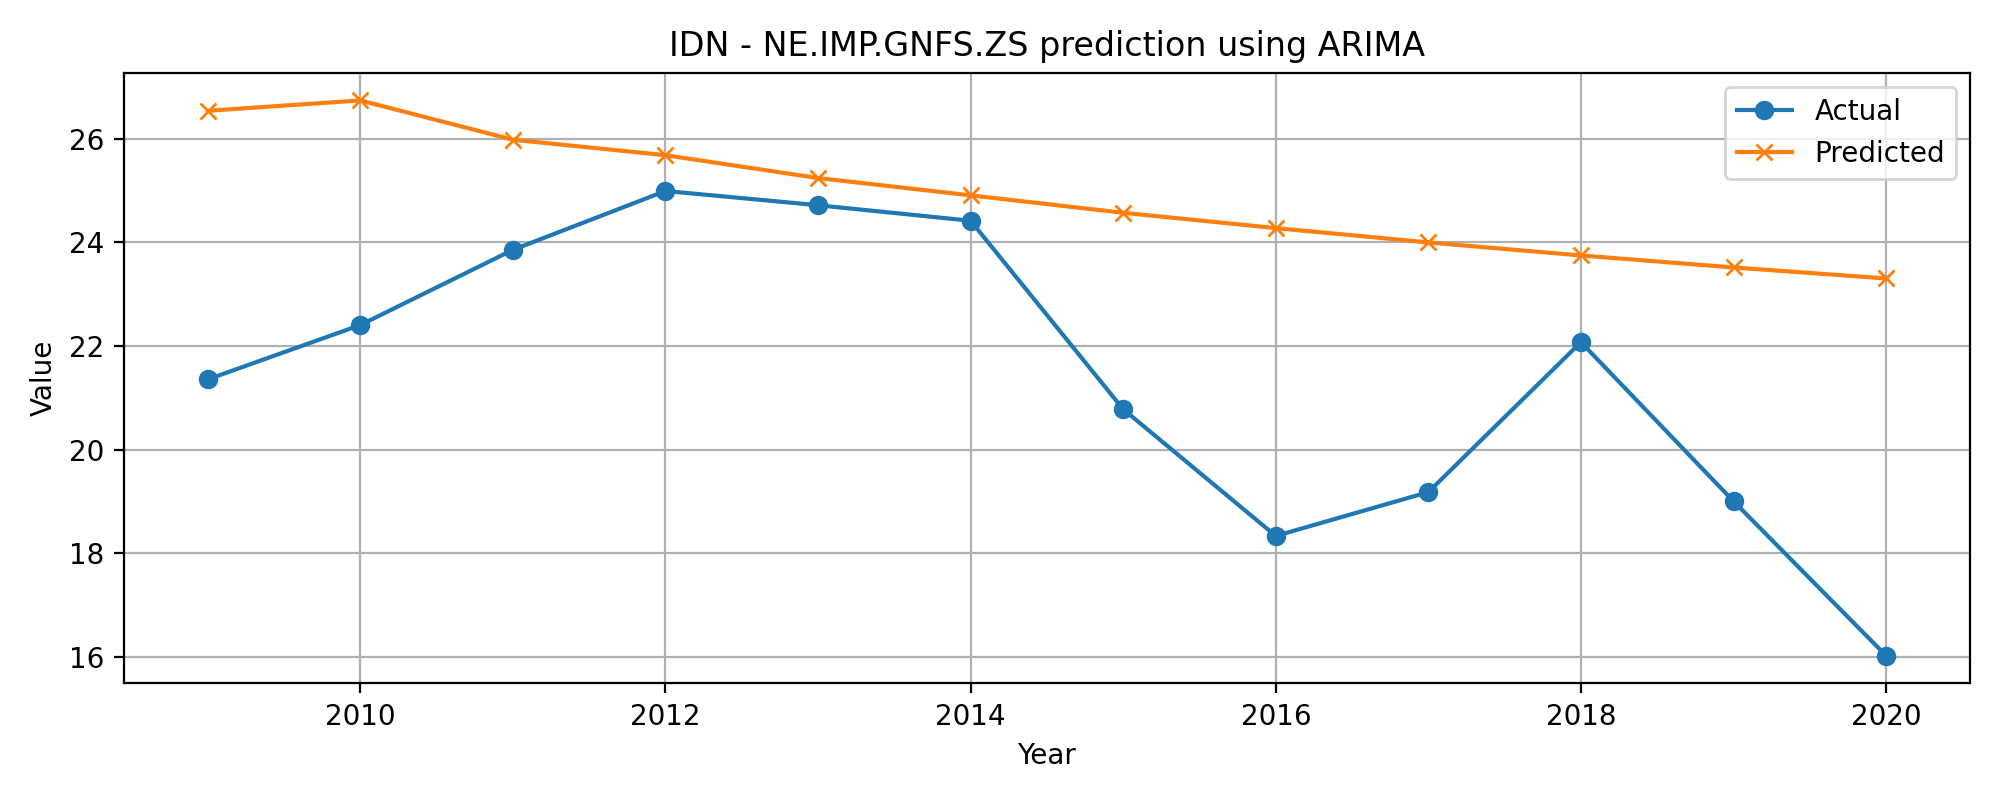 IDN - NE.IMP.GNFS.ZS prediction using ARIMA
Actual
Predicted
Value
26
24
22
20
18
16
2010 2012 2014 2016 2018 2020
Year